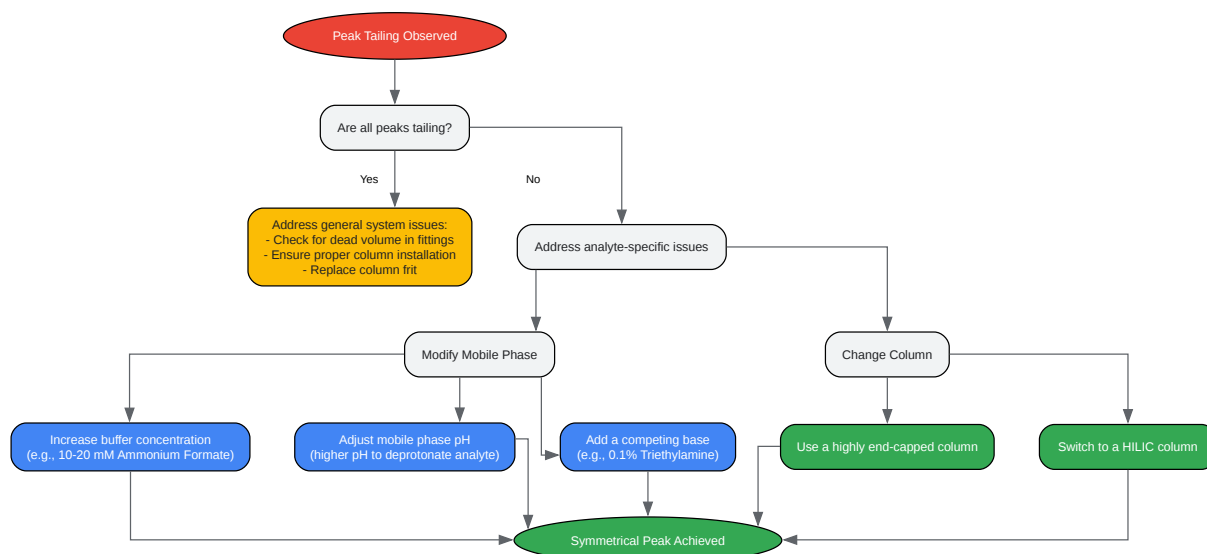 Peak Tailing Observed
Are all peaks tailing?
Yes
No
Address general system issues:
- Check for dead volume in fittings
- Ensure proper column installation
- Replace column frit
Address analyte-specific issues
Modify Mobile Phase
Change Column
Increase buffer concentration
(e.g., 10-20 mM Ammonium Formate)
Adjust mobile phase pH
(higher pH to deprotonate analyte)
Add a competing base
(e.g., 0.1% Triethylamine)
Use a highly end-capped column
Switch to a HILIC column
Symmetrical Peak Achieved